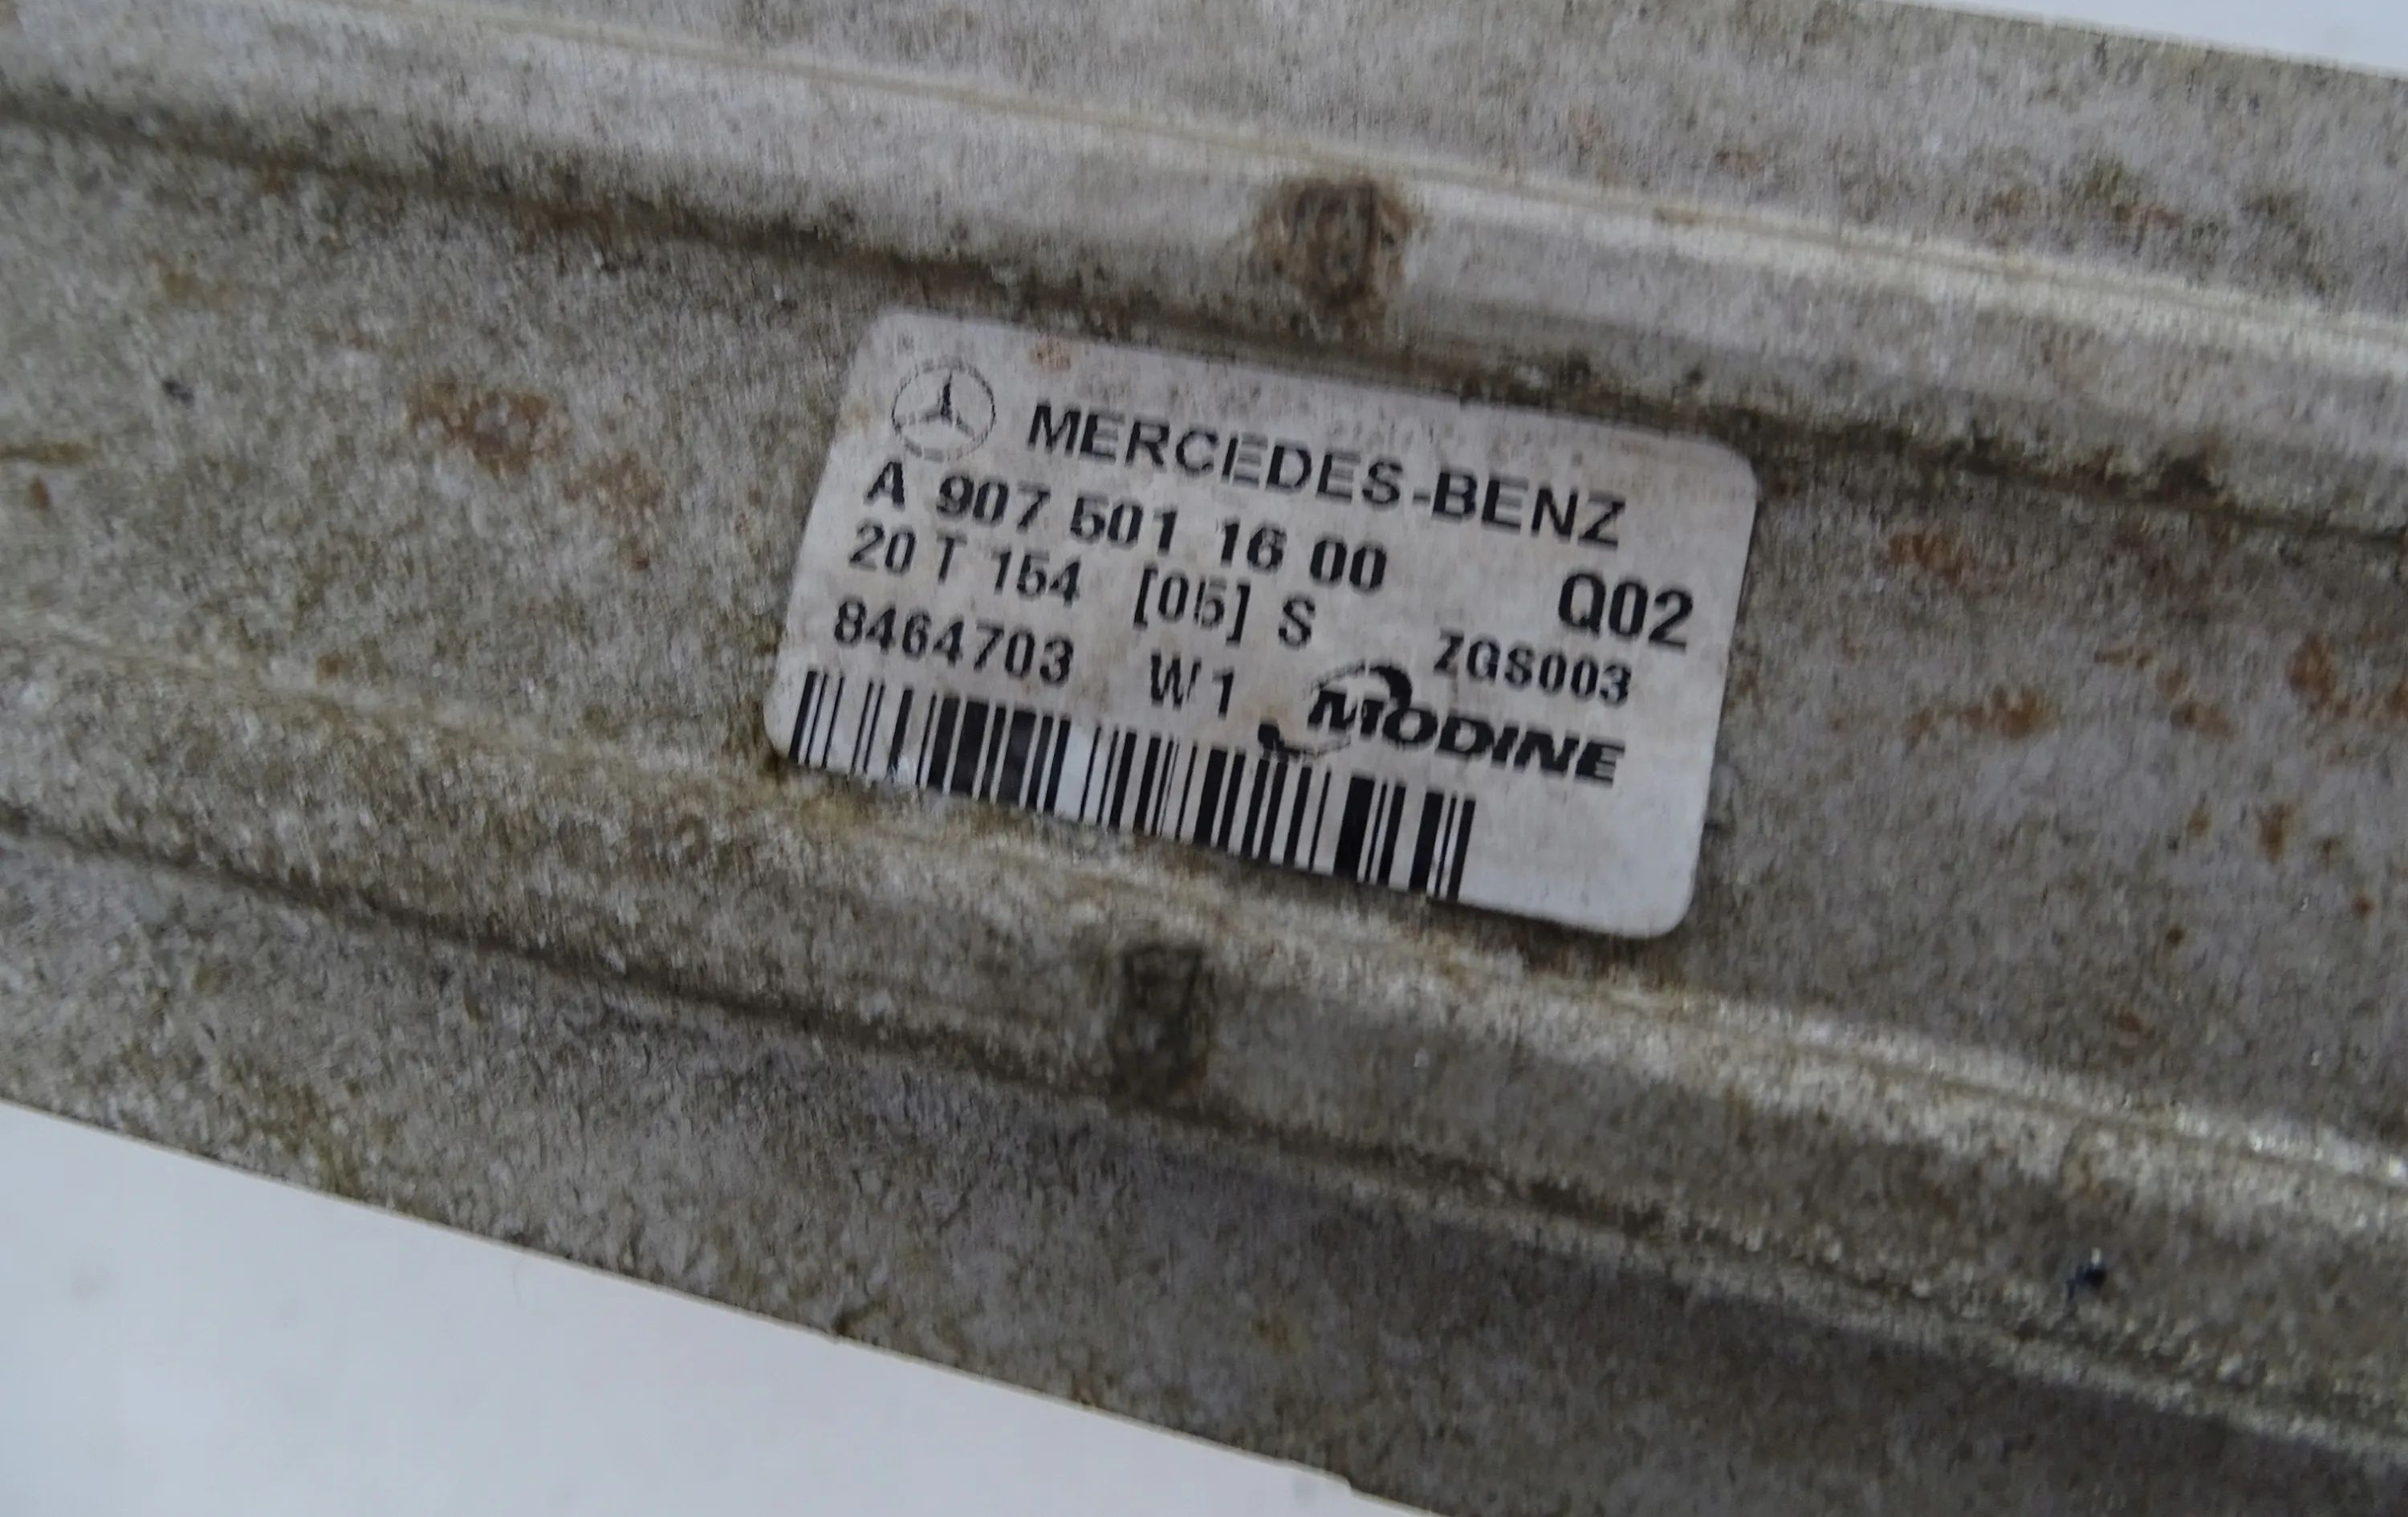 MERCEDES-BENZ
A 907 501 16 00 Q02
20 T 154 [05] S ZGS003
8464703 W1 MODINE